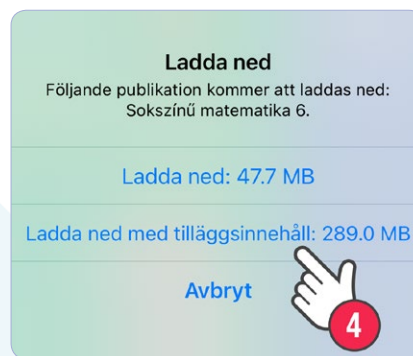 Ladda ned
Följande publikation kommer att laddas ned:
Sokszínű matematika 6.
Ladda ned: 47.7 MB
Ladda ned med tilläggsinnehåll: 289.0 MB
Avbryt
4